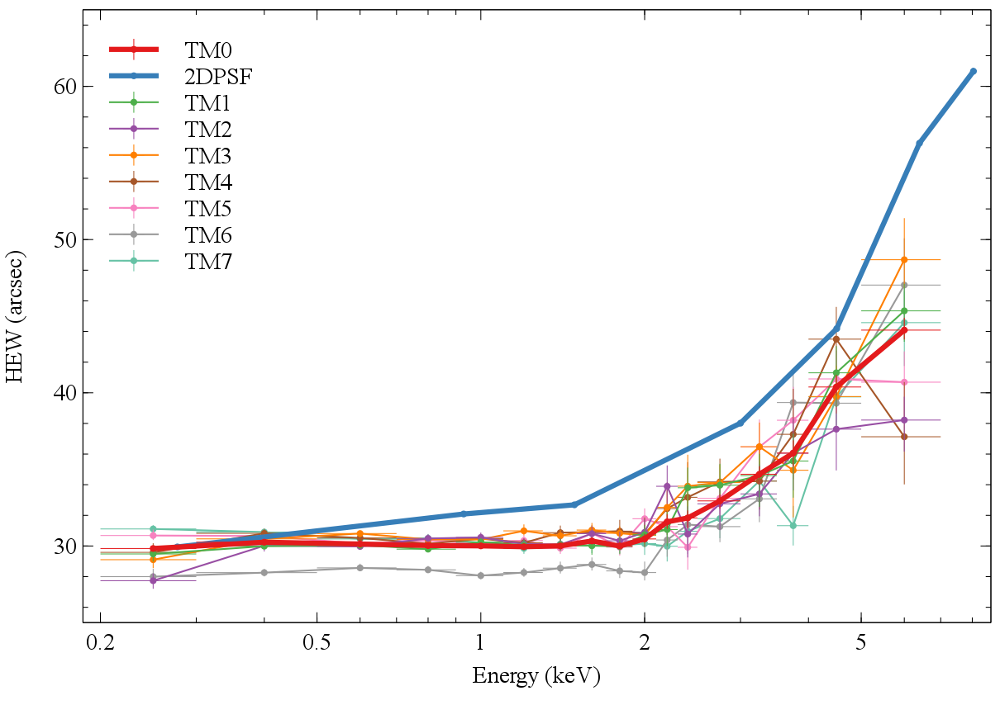 TM0
2DPSF
TM1
TM2
TM3
TM4
TM5
TM6
TM7
60
50
40
30
HEW (arcsec)
0.2 0.5 1 2 5
Energy (keV)